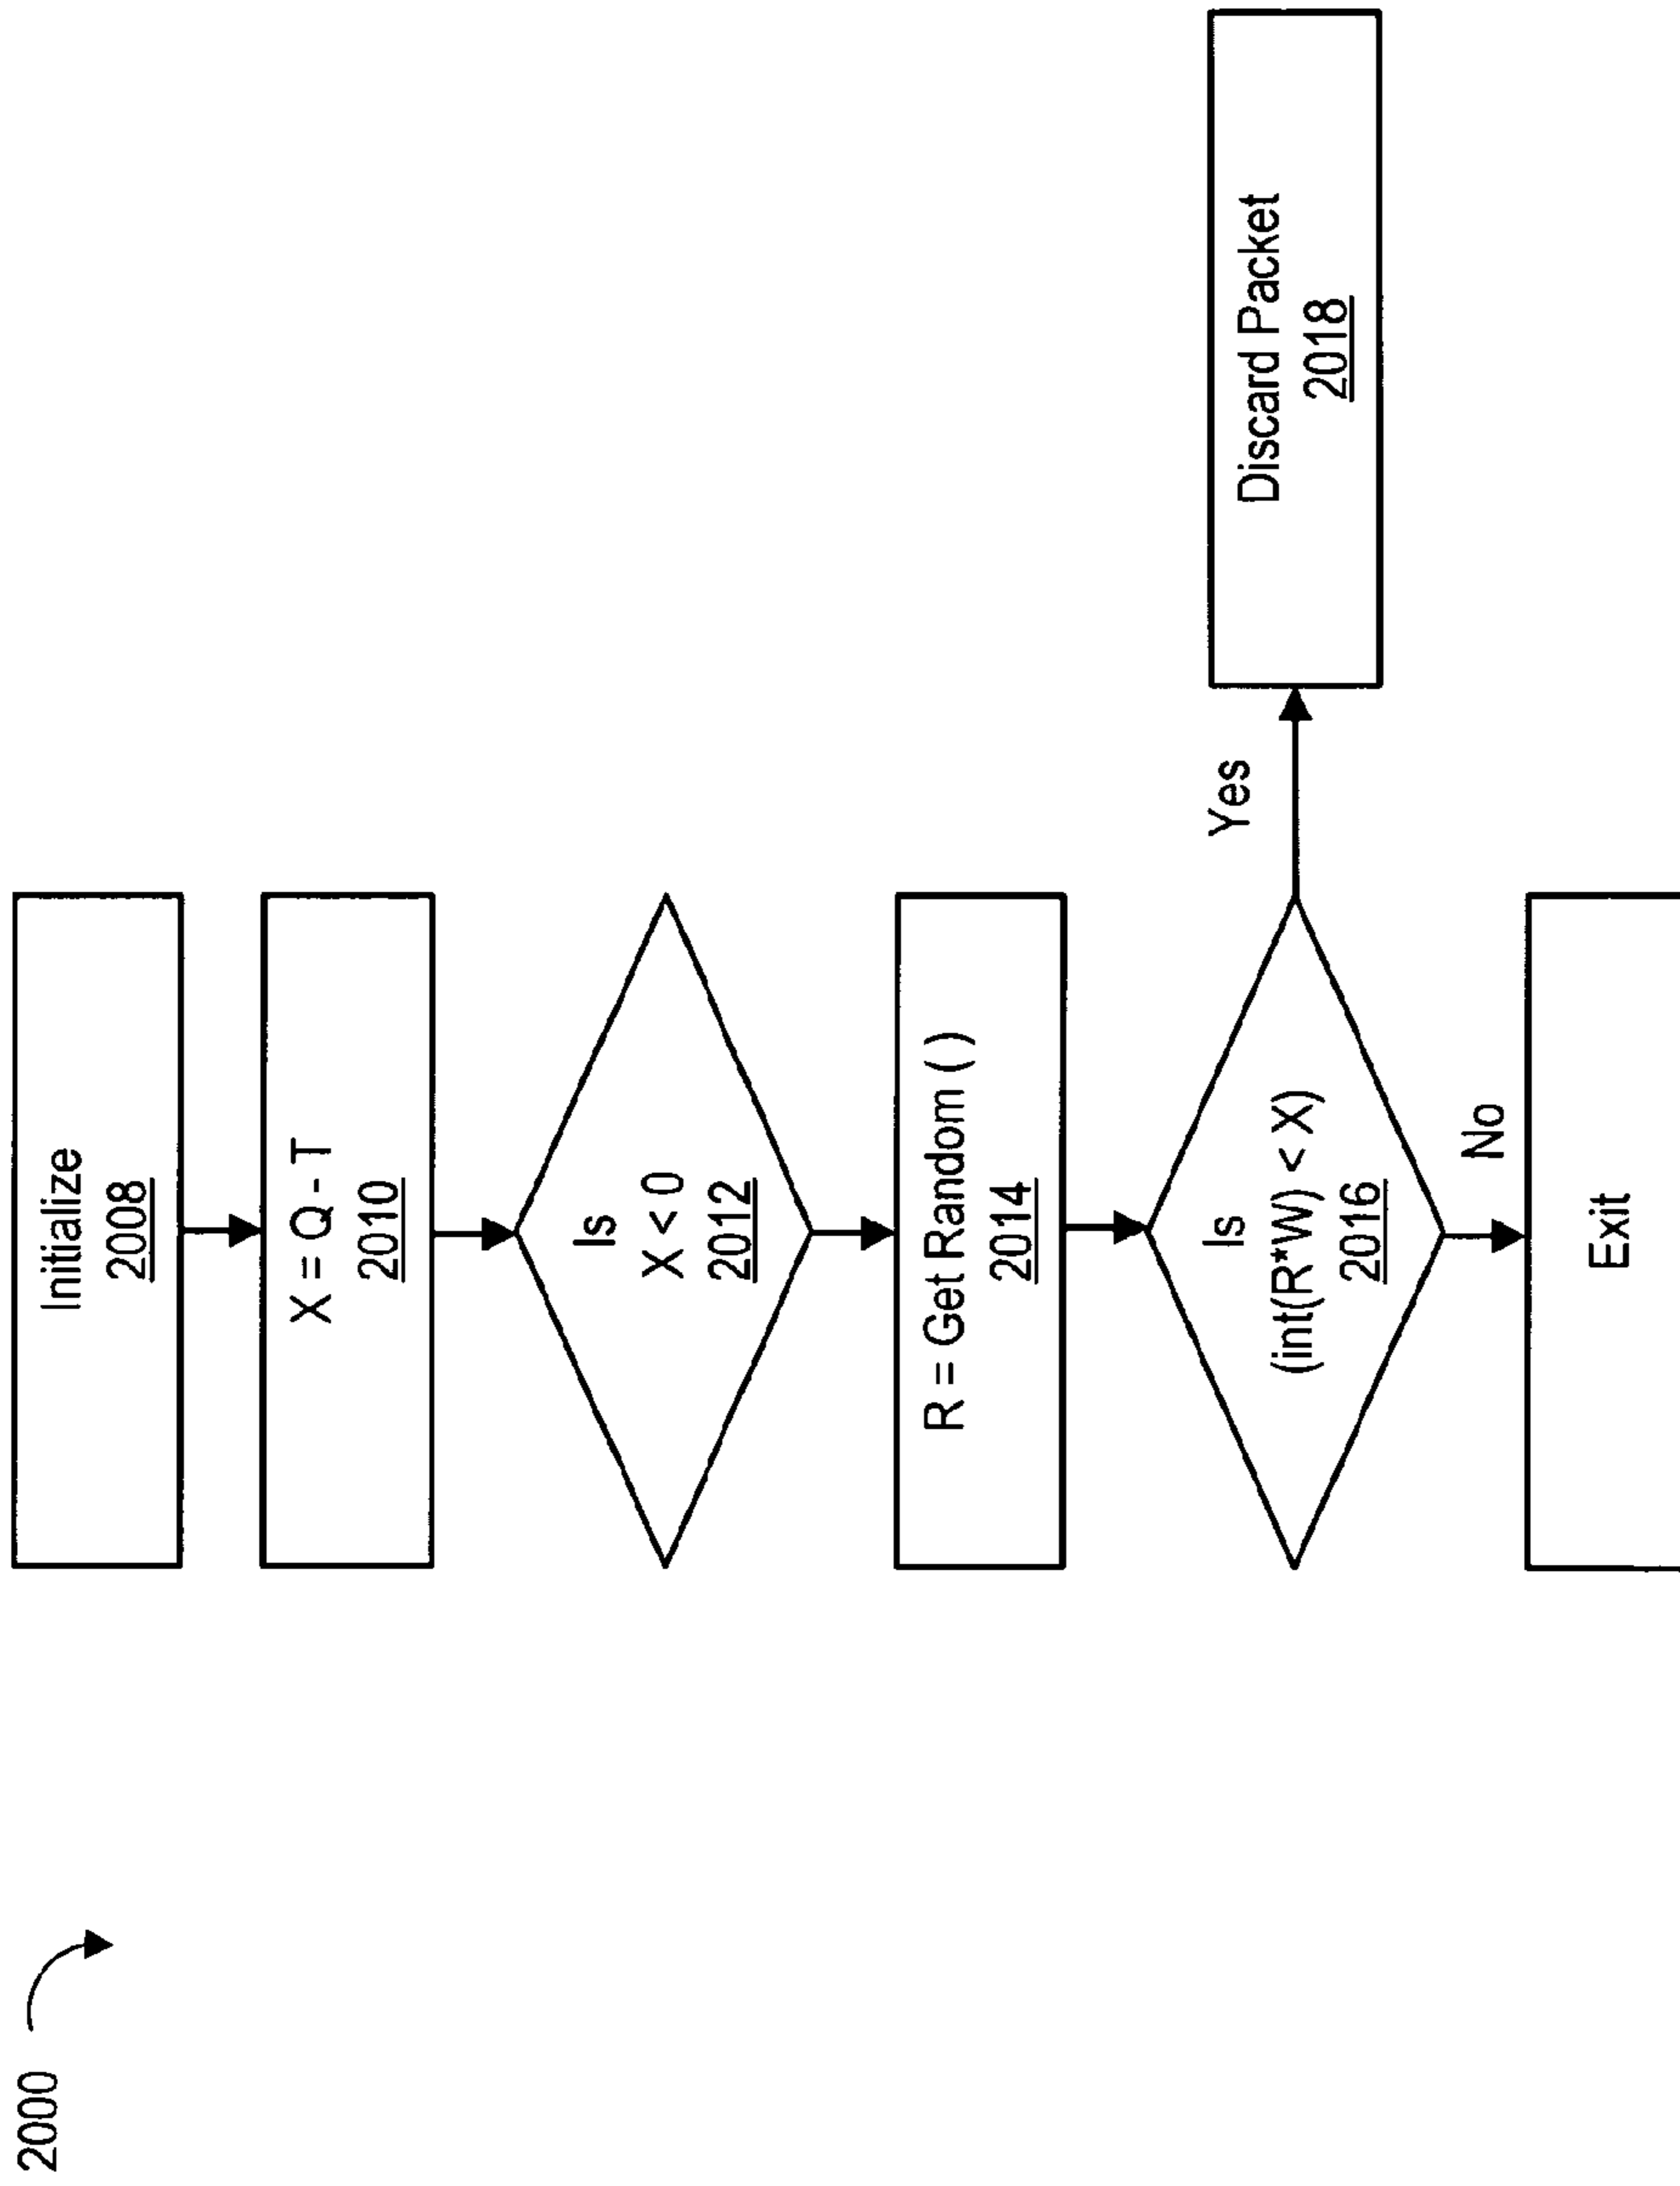 2000
Initialize
2008
X = Q - T
2010
Is
X < 0
2012
R = Get Random ( )
2014
Is
(int(R*W) < X)
2016
Yes
Discard Packet
2018
No
Exit